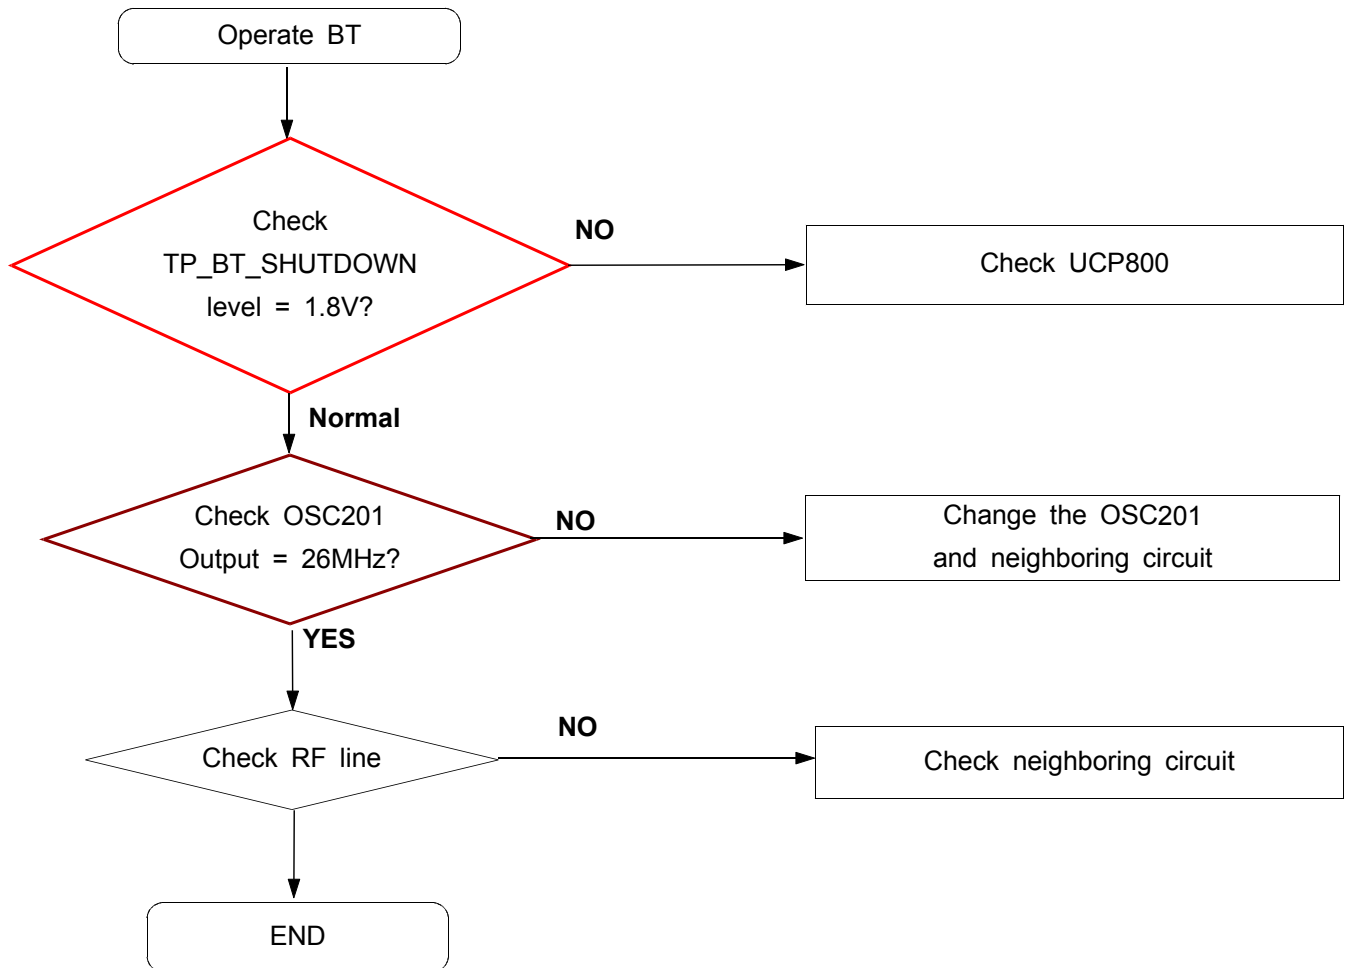 Operate BT
Check
TP_BT_SHUTDOWN
level = 1.8V?
NO
Check UCP800
Normal
Check OSC201
Output = 26MHz?
NO
Change the OSC201
and neighboring circuit
YES
Check RF line
NO
Check neighboring circuit
END